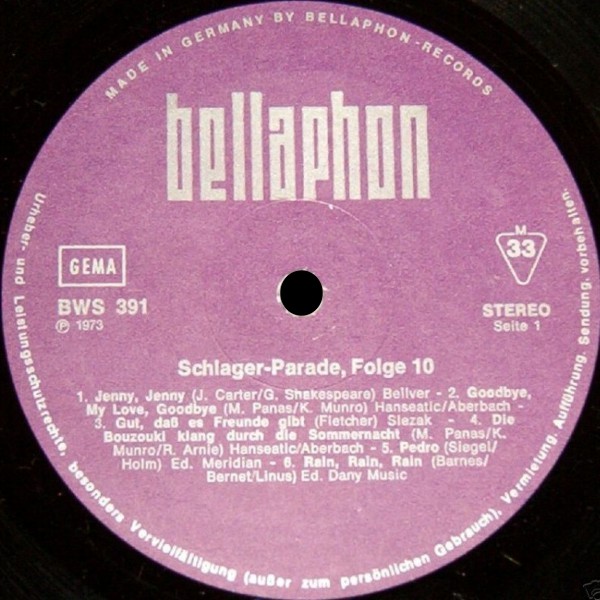 MADE IN GERMANY BY BELLAPHON-RECORDS
bellaphon
GEMA
BWS 391
Ⓟ 1973
M
33
STEREO
Seite 1
Schlager-Parade, Folge 10
1. Jenny, Jenny (J. Carter/G. Shakespeare) Bellver - 2. Goodbye,
My Love, Goodbye (M. Panas/K. Munro) Hanseatic/Aberbach -
3. Gut, daß es Freunde gibt (Fletcher) Slezak - 4. Die
Bouzouki klang durch die Sommernacht (M. Panas/K.
Munro/R. Arnie) Hanseatic/Aberbach - 5. Pedro (Siegel/
Holm) Ed. Meridian - 6. Rain, Rain, Rain (Barnes/
Bernet/Linus) Ed. Dany Music
Urheber- und Leistungsschutzrechte, besonders Vervielfältigung (außer zum persönlichen Gebrauch), Vermietung, Aufführung, Sendung, vorbehalten.